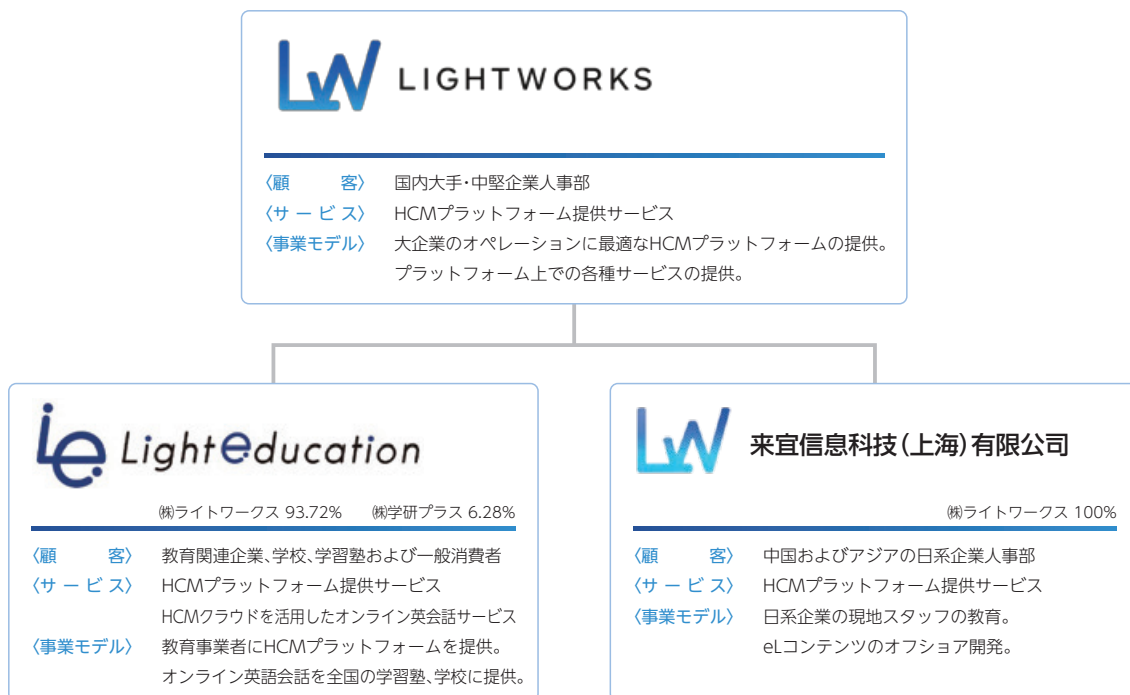 LW LIGHTWORKS
〈顧　　客〉 国内大手・中堅企業人事部
〈サービス〉 HCMプラットフォーム提供サービス
〈事業モデル〉 大企業のオペレーションに最適なHCMプラットフォームの提供。
プラットフォーム上での各種サービスの提供。
le Lighteducation
㈱ライトワークス 93.72%　㈱学研プラス 6.28%
〈顧　　客〉 教育関連企業、学校、学習塾および一般消費者
〈サービス〉 HCMプラットフォーム提供サービス
HCMクラウドを活用したオンライン英会話サービス
〈事業モデル〉 教育事業者にHCMプラットフォームを提供。
オンライン英語会話を全国の学習塾、学校に提供。
LW 来宜信息科技（上海）有限公司
㈱ライトワークス 100%
〈顧　　客〉 中国およびアジアの日系企業人事部
〈サービス〉 HCMプラットフォーム提供サービス
〈事業モデル〉 日系企業の現地スタッフの教育。
eLコンテンツのオフショア開発。